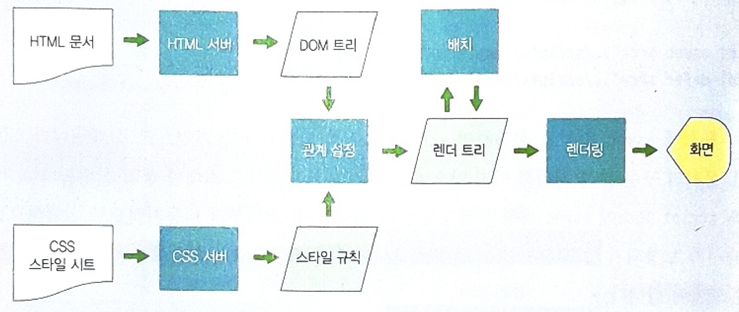 HTML 문서
HTML 서버
DOM 트리
배치
관계 설정
렌더 트리
렌더링
화면
CSS
스타일 시트
CSS 서버
스타일 규칙